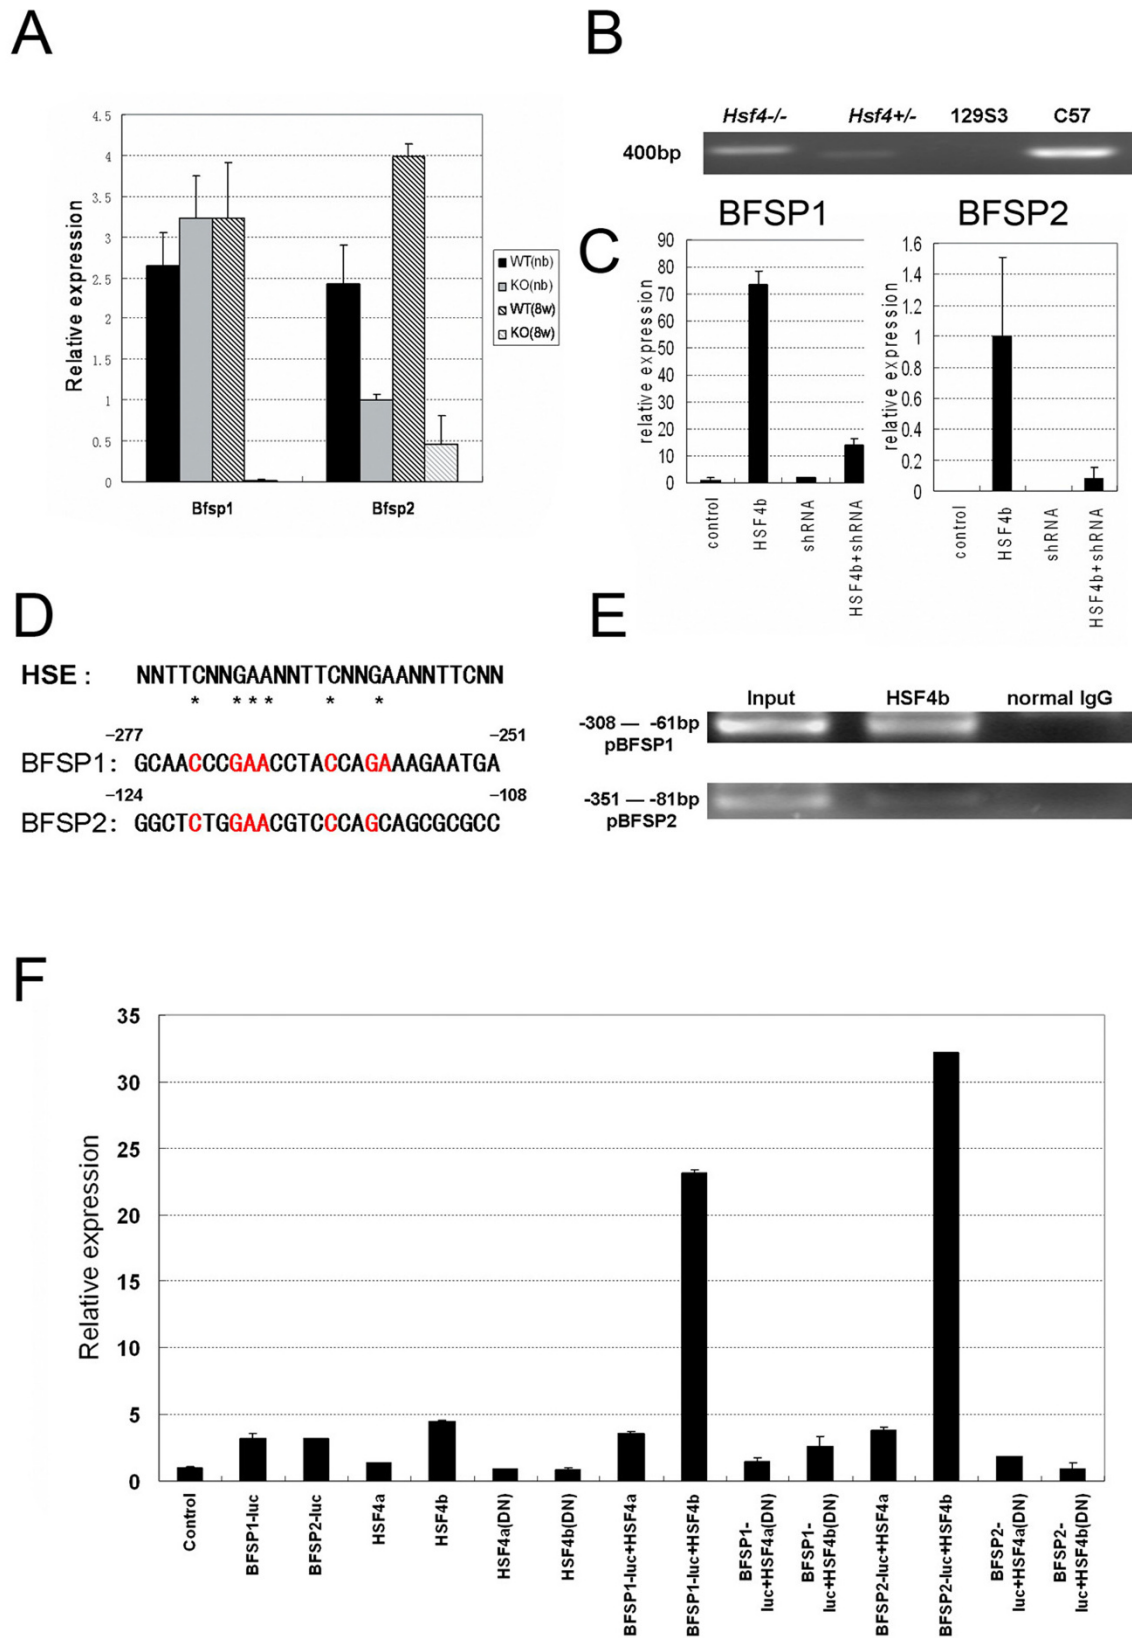 A
4.5
4
3.5
3
2.5
2
1.5
1
0.5
0
Relative expression
Bfsp1
Bfsp2
WT(nb)
KO(nb)
WT(8w)
KO(8w)
B
Hsf4-/-
Hsf4+/-
129S3
C57
400bp
C
BFSP1
90
80
70
60
50
40
30
20
10
0
relative expression
control
HSF4b
shRNA
HSF4b+shRNA
BFSP2
1.6
1.4
1.2
1
0.8
0.6
0.4
0.2
0
relative expression
control
HSF4b
shRNA
HSF4b+shRNA
D
HSE : NNTTCNNGAANNTTCNNGAANNTTCNN
* *** * *
-277 -251
BFSP1: GCAACCCGAACCTACCAGAAAGAATGA
-124 -108
BFSP2: GGCTCTGGAACGTCCCAGCAGCGCGCC
E
Input
HSF4b
normal IgG
-308 — -61bp
pBFSP1
-351 — -81bp
pBFSP2
F
35
30
25
20
15
10
5
0
Relative expression
Control
BFSP1-luc
BFSP2-luc
HSF4a
HSF4b
HSF4a(DN)
HSF4b(DN)
BFSP1-luc+HSF4a
BFSP1-luc+HSF4b
BFSP1-
luc+HSF4a(DN)
BFSP1-
luc+HSF4b(DN)
BFSP2-luc+HSF4a
BFSP2-luc+HSF4b
BFSP2-
luc+HSF4a(DN)
BFSP2-
luc+HSF4b(DN)